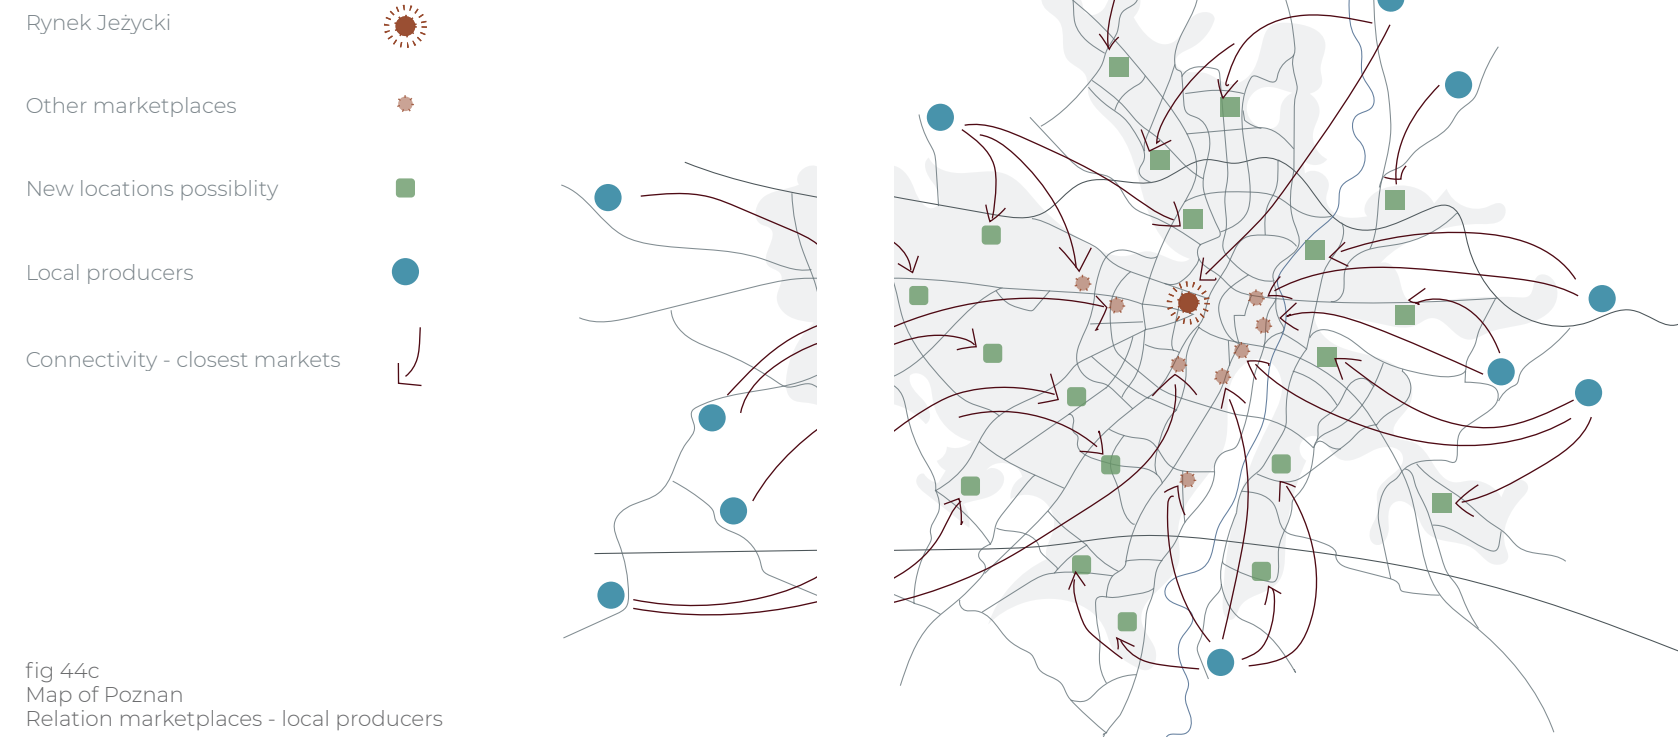 Rynek Jeżycki
Other marketplaces
New locations possiblity
Local producers
Connectivity - closest markets
fig 44c
Map of Poznan
Relation marketplaces - local producers